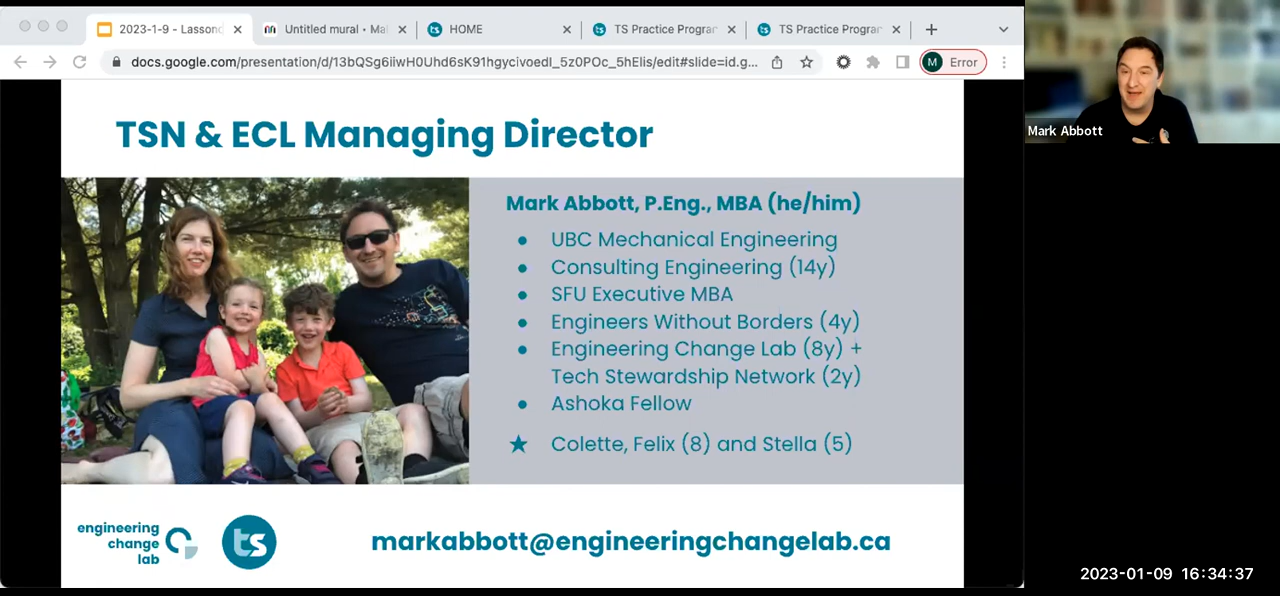 2023-1-9 - Lassond
Untitled mural • Ma
HOME
TS Practice Progra
TS Practice Progra
docs.google.com/presentation/d/13bQSg6iiwH0Uhd6sK91hgycivoedI_5z0POc_5hElis/edit#slide=id.g...
M Error
TSN & ECL Managing Director
Mark Abbott, P.Eng., MBA (he/him)
• UBC Mechanical Engineering
• Consulting Engineering (14y)
• SFU Executive MBA
• Engineers Without Borders (4y)
• Engineering Change Lab (8y) +
Tech Stewardship Network (2y)
• Ashoka Fellow
★ Colette, Felix (8) and Stella (5)
engineering
change
lab
ts
markabbott@engineeringchangelab.ca
Mark Abbott
2023-01-09 16:34:37